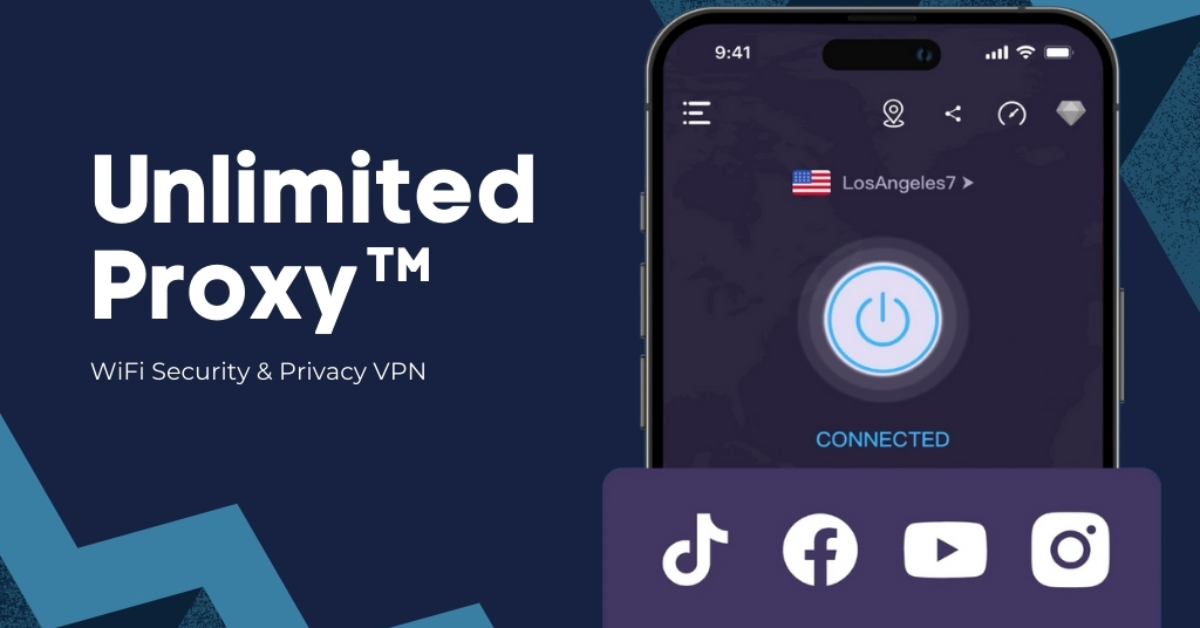 Unlimited
Proxy™
WiFi Security & Privacy VPN
9:41
LosAngeles7 ➤
CONNECTED